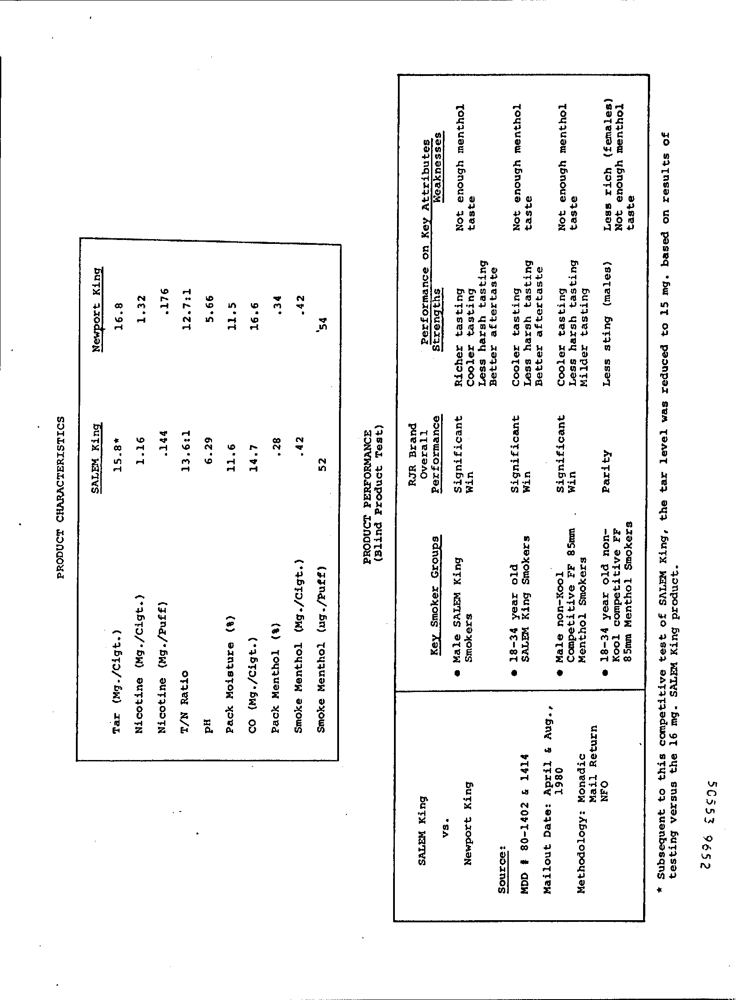 PRODUCT CHARACTERISTICS
SALEM King Newport King
Tar (Mg./Cigt.) 15.8* 16.8
Nicotine (Mg./Cigt.) 1.16 1.32
Nicotine (Mg./Puff) .144 .176
T/N Ratio 13.6:1 12.7:1
pH 6.29 5.66
Pack Moisture (%) 11.6 11.5
CO (Mg./Cigt.) 14.7 16.6
Pack Menthol (%) .28 .34
Smoke Menthol (Mg./Cigt.) .42 .42
Smoke Menthol (ug./Puff) 52 54
PRODUCT PERFORMANCE
(Blind Product Test)
SALEM King
vs.
Newport King
Source:
MDD # 80-1402 & 1414
Mailout Date: April & Aug.,
1980
Methodology: Monadic
Mail Return
NFO
Key Smoker Groups
RJR Brand
Overall
Performance
Performance on Key Attributes
Strengths Weaknesses
• Male SALEM King
Smokers
Significant
Win
Richer tasting
Cooler tasting
Less harsh tasting
Better aftertaste
Not enough menthol
taste
• 18-34 year old
SALEM King Smokers
Significant
Win
Cooler tasting
Less harsh tasting
Better aftertaste
Not enough menthol
taste
• Male non-Kool
Competitive FF 85mm
Menthol Smokers
Significant
Win
Cooler tasting
Less harsh tasting
Milder tasting
Not enough menthol
taste
• 18-34 year old non-
Kool competitive FF
85mm Menthol Smokers
Parity
Less sting (males)
Less rich (females)
Not enough menthol
taste
* Subsequent to this competitive test of SALEM King, the tar level was reduced to 15 mg. based on results of
testing versus the 16 mg. SALEM King product.
50553 9652